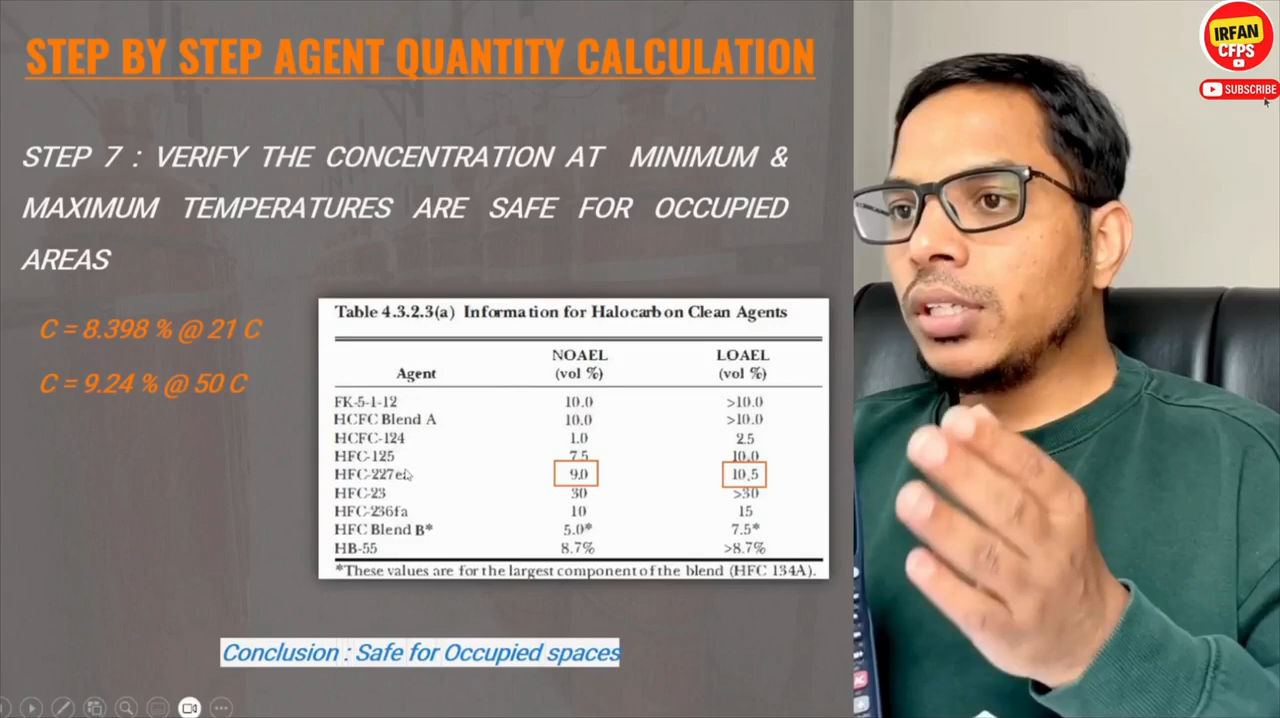 STEP BY STEP AGENT QUANTITY CALCULATION
IRFAN
CFPS
SUBSCRIBE
STEP 7 : VERIFY THE CONCENTRATION AT MINIMUM &
MAXIMUM TEMPERATURES ARE SAFE FOR OCCUPIED
AREAS
C = 8.398 % @ 21 C
C = 9.24 % @ 50 C
Table 4.3.2.3(a) Information for Halocarbon Clean Agents
Agent NOAEL (vol %) LOAEL (vol %)
FK-5-1-12 10.0 >10.0
HCFC Blend A 10.0 >10.0
HCFC-124 1.0 2.5
HFC-125 7.5 10.0
HFC-227ea 9.0 10.5
HFC-23 30 >30
HFC-236fa 10 15
HFC Blend B* 5.0* 7.5*
HB-55 8.7% >8.7%
*These values are for the largest component of the blend (HFC 134A).
Conclusion : Safe for Occupied spaces